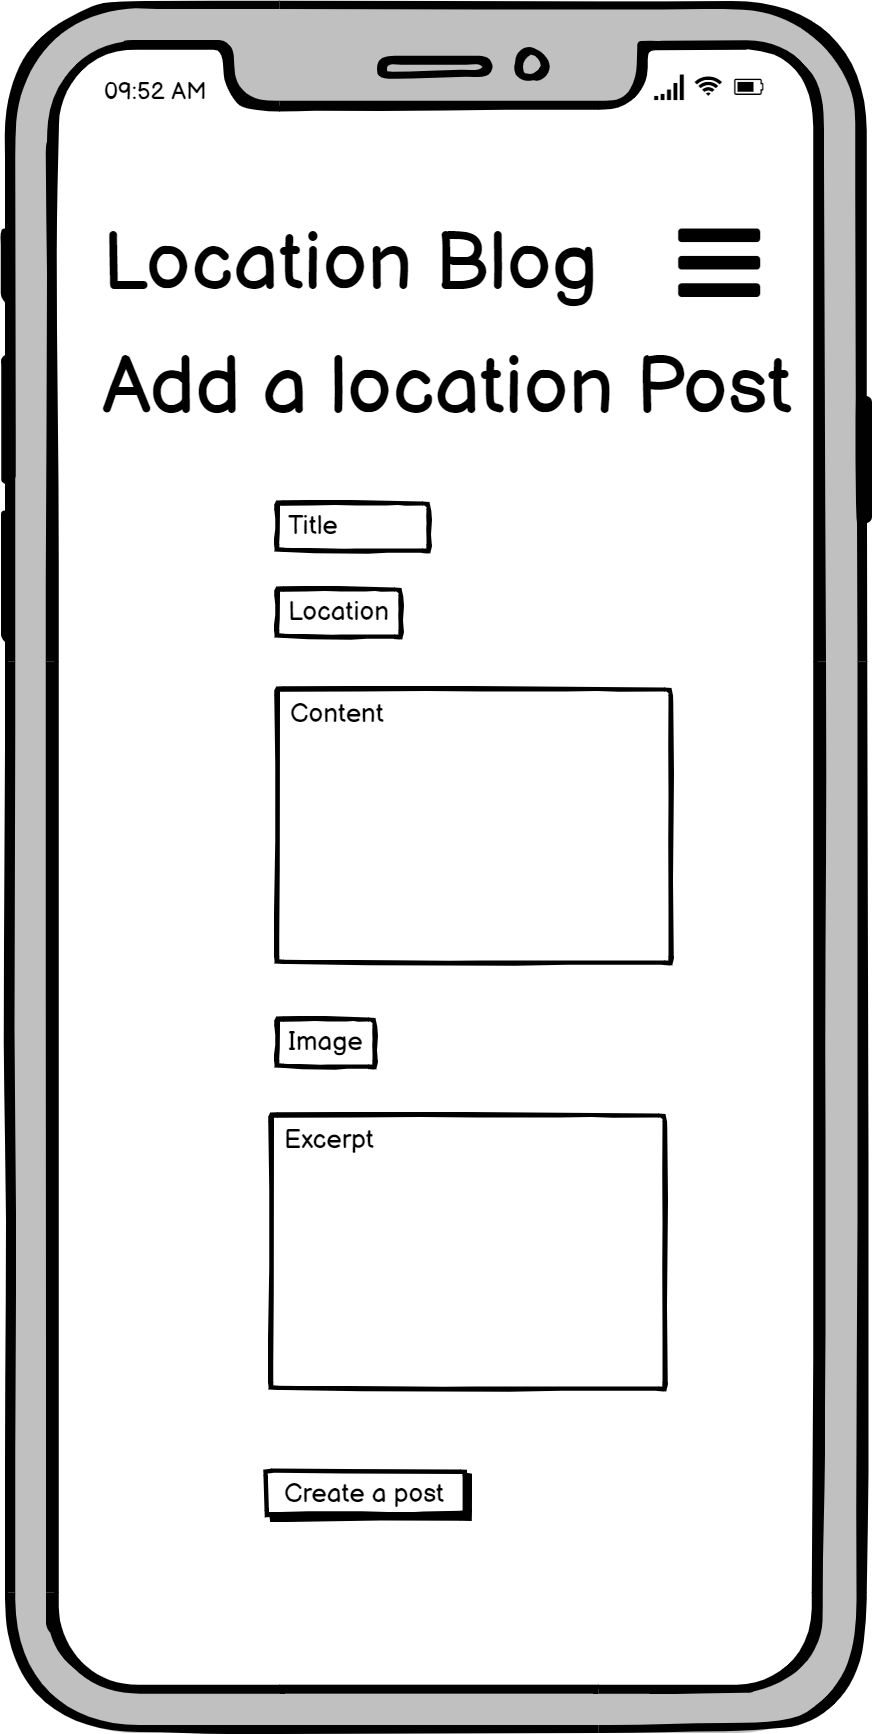 09:52 AM
Location Blog
Add a location Post
Title
Location
Content
Image
Excerpt
Create a post